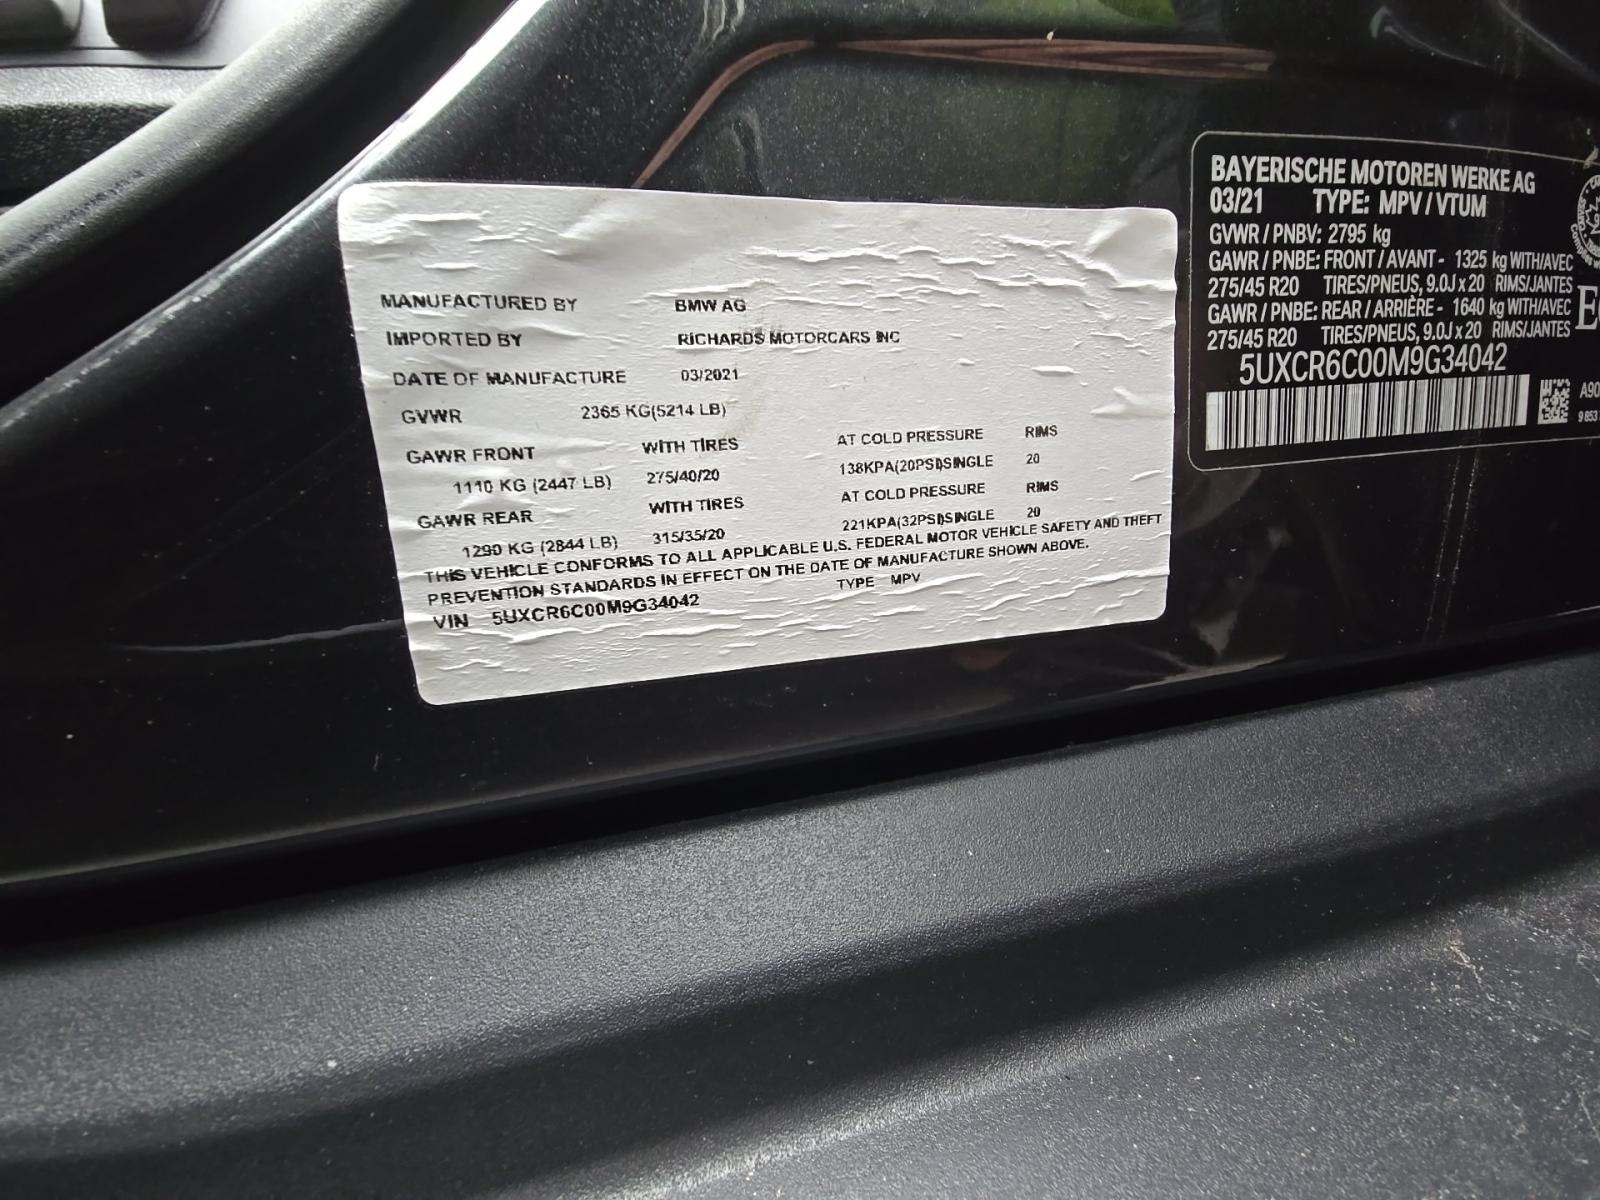 MANUFACTURED BY BMW AG
IMPORTED BY RICHARDS MOTORCARS INC
DATE OF MANUFACTURE 03/2021
GVWR 2365 KG(5214 LB)
GAWR FRONT WITH TIRES AT COLD PRESSURE RIMS
1110 KG (2447 LB) 275/40/20 138KPA(20PSI)SINGLE 20
GAWR REAR WITH TIRES AT COLD PRESSURE RIMS
1290 KG (2844 LB) 315/35/20 221KPA(32PSI)SINGLE 20
THIS VEHICLE CONFORMS TO ALL APPLICABLE U.S. FEDERAL MOTOR VEHICLE SAFETY AND THEFT
PREVENTION STANDARDS IN EFFECT ON THE DATE OF MANUFACTURE SHOWN ABOVE.
VIN 5UXCR6C00M9G34042 TYPE MPV
BAYERISCHE MOTOREN WERKE AG
03/21 TYPE: MPV / VTUM
GVWR / PNBV: 2795 kg
GAWR / PNBE: FRONT / AVANT - 1325 kg WITH/AVEC
275/45 R20 TIRES/PNEUS, 9.0J x 20 RIMS/JANTES
GAWR / PNBE: REAR / ARRIÈRE - 1640 kg WITH/AVEC
275/45 R20 TIRES/PNEUS, 9.0J x 20 RIMS/JANTES
5UXCR6C00M9G34042